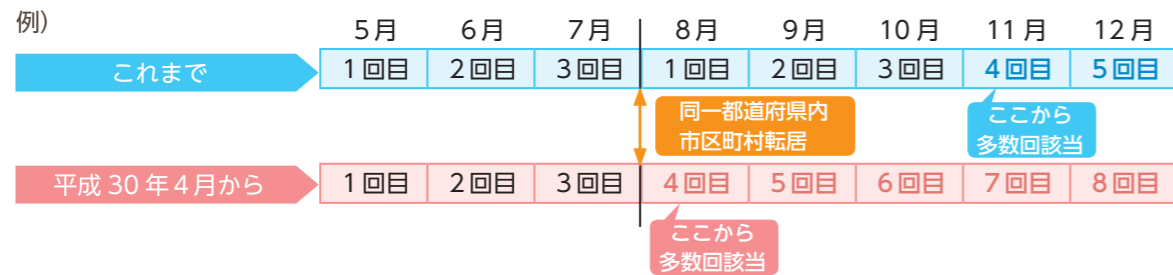 例)
5月 6月 7月 8月 9月 10月 11月 12月
これまで 1回目 2回目 3回目 1回目 2回目 3回目 4回目 5回目
同一都道府県内
市区町村転居
ここから
多数回該当
平成30年4月から 1回目 2回目 3回目 4回目 5回目 6回目 7回目 8回目
ここから
多数回該当